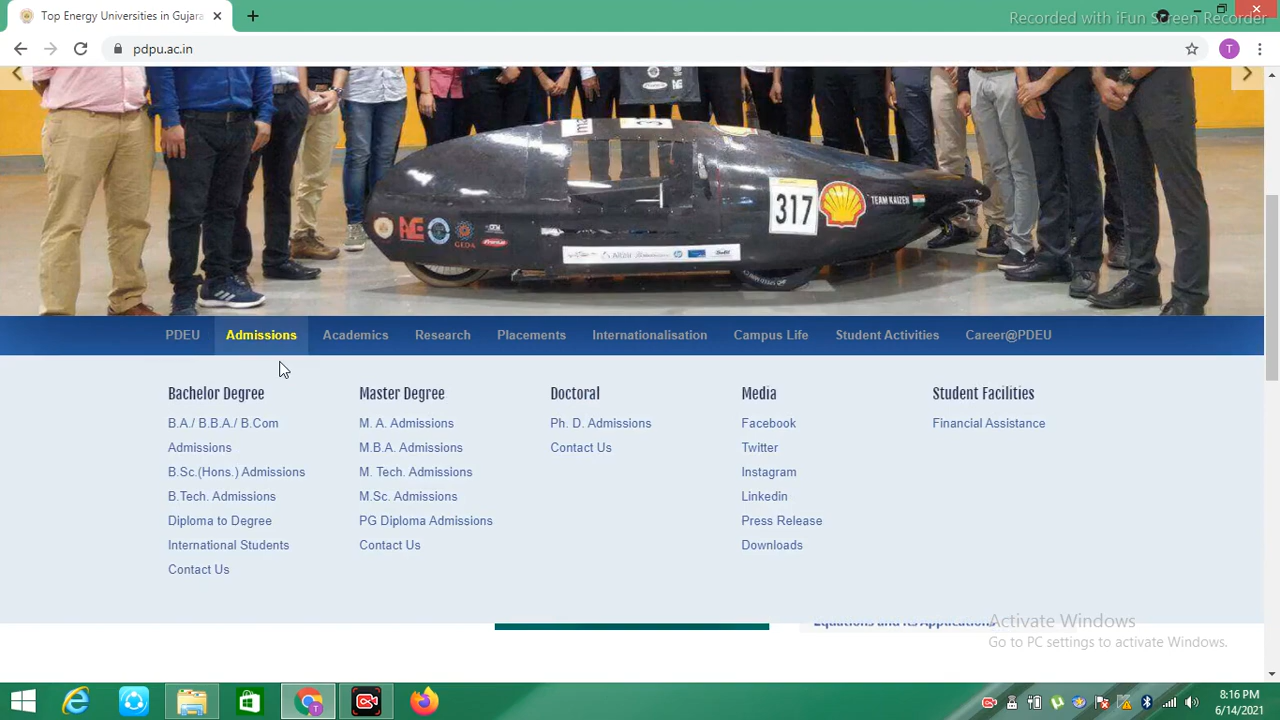 Top Energy Universities in Gujara
Recorded with iFun Screen Recorder
pdpu.ac.in
T
317
TEAM KAIZEN
GEDA
PDEU Admissions Academics Research Placements Internationalisation Campus Life Student Activities Career@PDEU
Bachelor Degree
B.A./ B.B.A./ B.Com
Admissions
B.Sc.(Hons.) Admissions
B.Tech. Admissions
Diploma to Degree
International Students
Contact Us
Master Degree
M. A. Admissions
M.B.A. Admissions
M. Tech. Admissions
M.Sc. Admissions
PG Diploma Admissions
Contact Us
Doctoral
Ph. D. Admissions
Contact Us
Media
Facebook
Twitter
Instagram
Linkedin
Press Release
Downloads
Student Facilities
Financial Assistance
Equations and its Applications
Activate Windows
Go to PC settings to activate Windows.
8:16 PM
6/14/2021